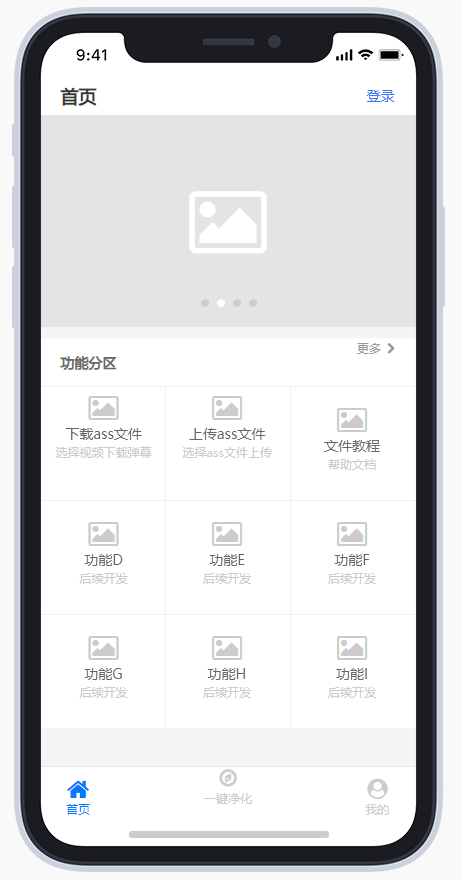 9:41
首页
登录
更多
功能分区
下载ass文件
选择视频下载弹幕
上传ass文件
选择ass文件上传
文件教程
帮助文档
功能D
后续开发
功能E
后续开发
功能F
后续开发
功能G
后续开发
功能H
后续开发
功能I
后续开发
首页
一键净化
我的